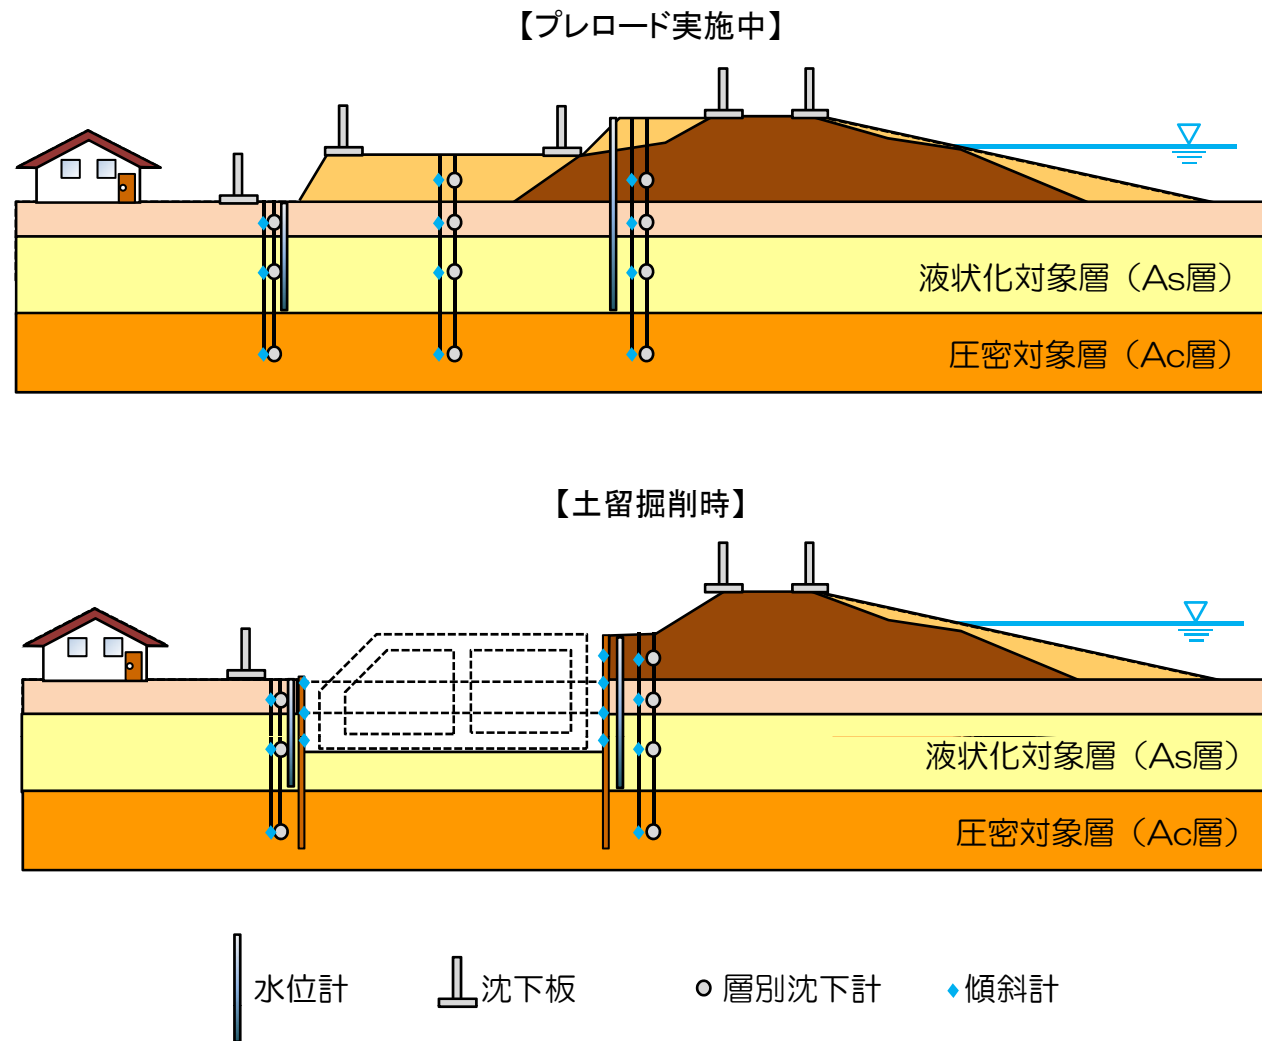 【プレロード実施中】
液状化対象層（As層）
圧密対象層（Ac層）
【土留掘削時】
液状化対象層（As層）
圧密対象層（Ac層）
水位計
沈下板
層別沈下計
傾斜計